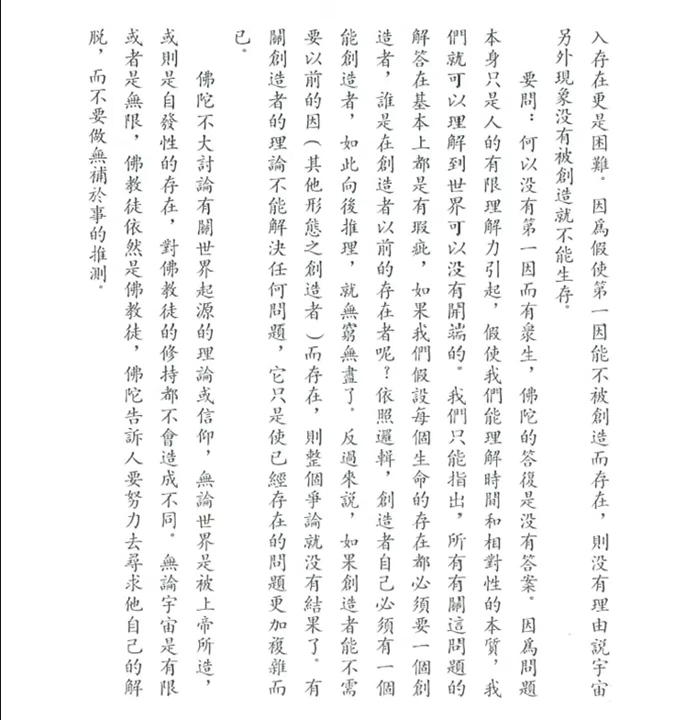 入存在更是困難。因爲假使第一因能不被創造而存在，則没有理由説宇宙
另外現象没有被創造就不能生存。
要問：何以没有第一因而有衆生，佛陀的答復是没有答案。因爲問題
本身只是人的有限理解力引起，假使我們能理解時間和相對性的本質，我
們就可以理解到世界可以没有開端的。我們只能指出，所有有關這問題的
解答在基本上都是有瑕疵，如果我們假設每個生命的存在都必須要一個創
造者，誰是在創造者以前的存在者呢？依照邏輯，創造者自己必須有一個
能創造者，如此向後推理，就無窮無盡了。反過來説，如果創造者能不需
要以前的因（其他形態之創造者）而存在，則整個爭論就没有結果了。有
關創造者的理論不能解決任何問題，它只是使已經存在的問題更加複雜而
已。
佛陀不大討論有關世界起源的理論或信仰，無論世界是被上帝所造，
或則是自發性的存在，對佛教徒的修持都不會造成不同。無論宇宙是有限
或者是無限，佛教徒依然是佛教徒，佛陀告訴人要努力去尋求他自己的解
脱，而不要做無補於事的推測。